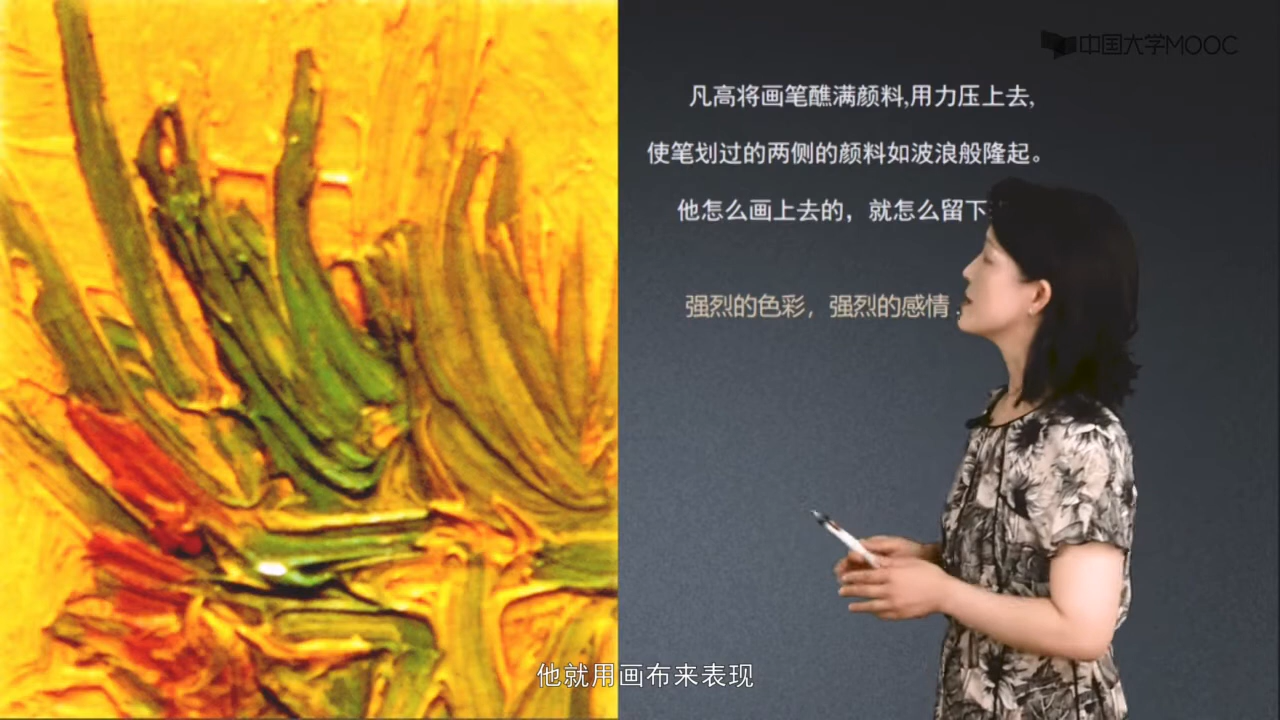 中国大学MOOC
凡高将画笔醮满颜料,用力压上去,
使笔划过的两侧的颜料如波浪般隆起。
他怎么画上去的，就怎么留下
强烈的色彩，强烈的感情
他就用画布来表现